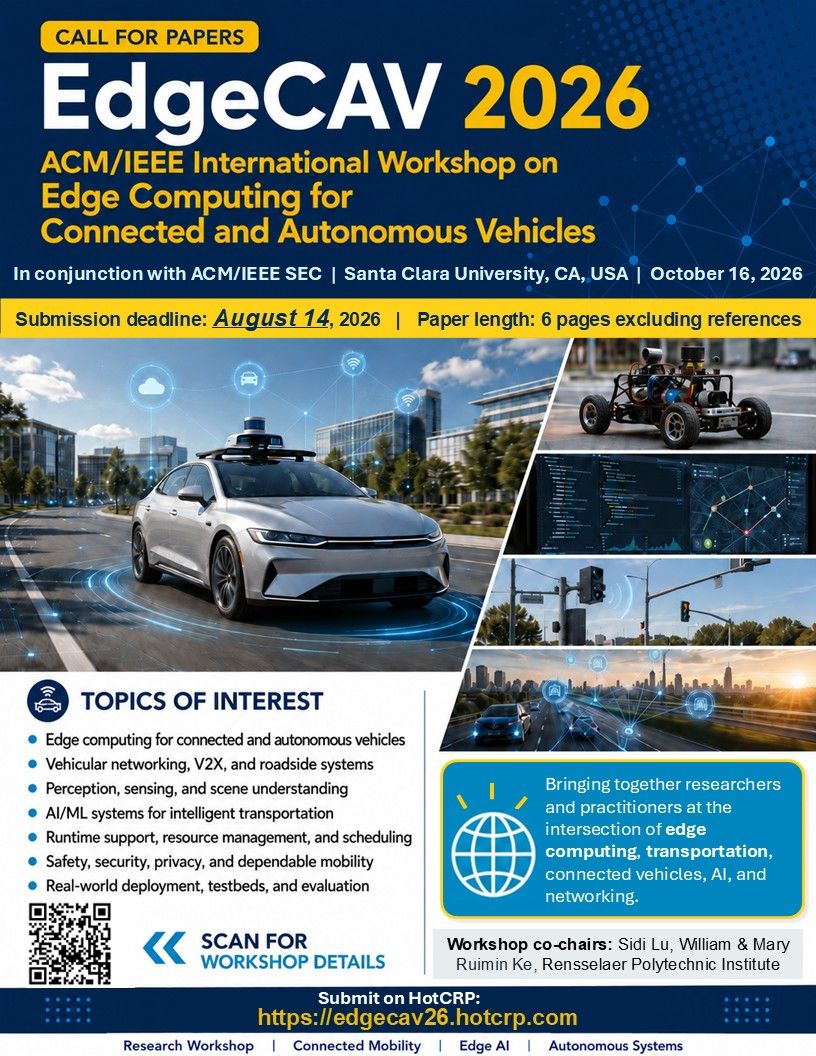 CALL FOR PAPERS
EdgeCAV 2026
ACM/IEEE International Workshop on
Edge Computing for
Connected and Autonomous Vehicles
In conjunction with ACM/IEEE SEC | Santa Clara University, CA, USA | October 16, 2026
Submission deadline: August 14, 2026 | Paper length: 6 pages excluding references
TOPICS OF INTEREST
• Edge computing for connected and autonomous vehicles
• Vehicular networking, V2X, and roadside systems
• Perception, sensing, and scene understanding
• AI/ML systems for intelligent transportation
• Runtime support, resource management, and scheduling
• Safety, security, privacy, and dependable mobility
• Real-world deployment, testbeds, and evaluation
SCAN FOR
WORKSHOP DETAILS
Bringing together researchers
and practitioners at the
intersection of edge
computing, transportation,
connected vehicles, AI, and
networking.
Workshop co-chairs: Sidi Lu, William & Mary
Ruimin Ke, Rensselaer Polytechnic Institute
Submit on HotCRP:
https://edgecav26.hotcrp.com
Research Workshop | Connected Mobility | Edge AI | Autonomous Systems